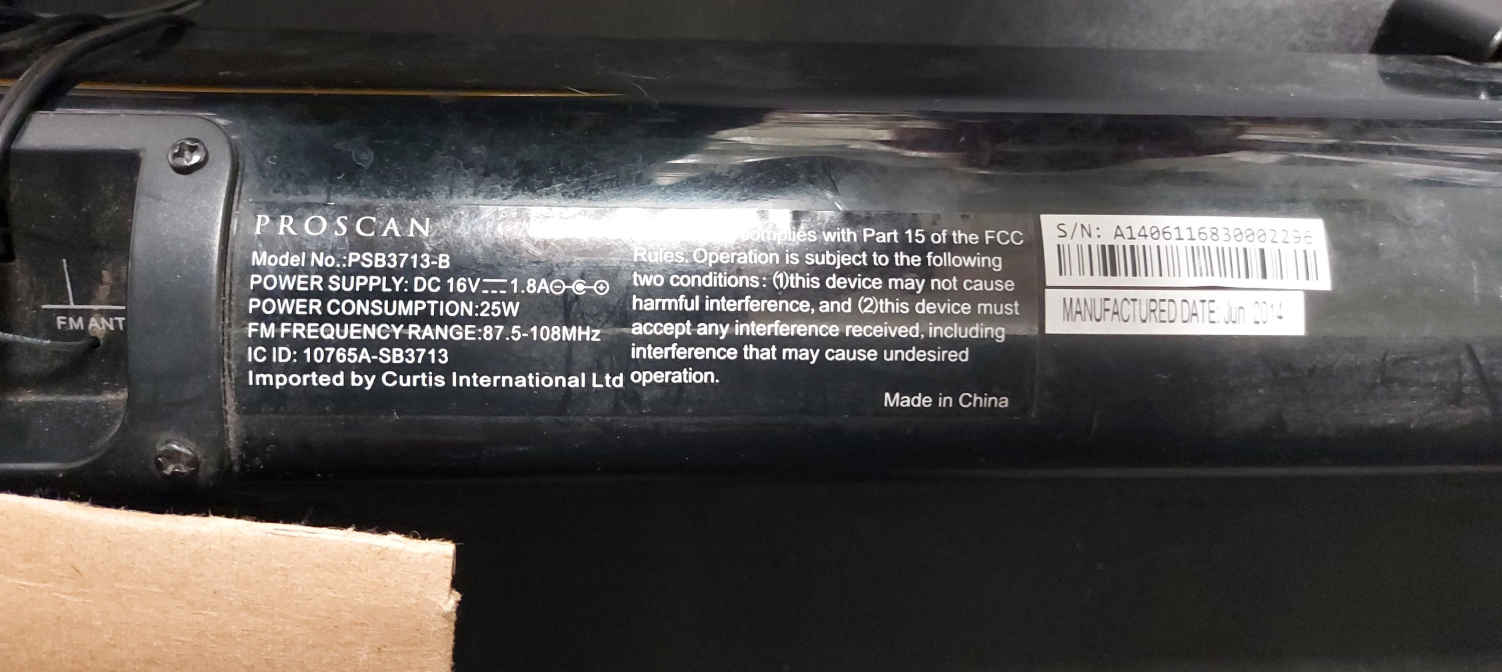 PROSCAN
Model No.:PSB3713-B
POWER SUPPLY: DC 16V⎓1.8A
POWER CONSUMPTION:25W
FM FREQUENCY RANGE:87.5-108MHz
IC ID: 10765A-SB3713
Imported by Curtis International Ltd
complies with Part 15 of the FCC
Rules. Operation is subject to the following
two conditions: (1)this device may not cause
harmful interference, and (2)this device must
accept any interference received, including
interference that may cause undesired
operation.
Made in China
S/N: A1406116830002296
MANUFACTURED DATE: Jun 2014
FM ANT